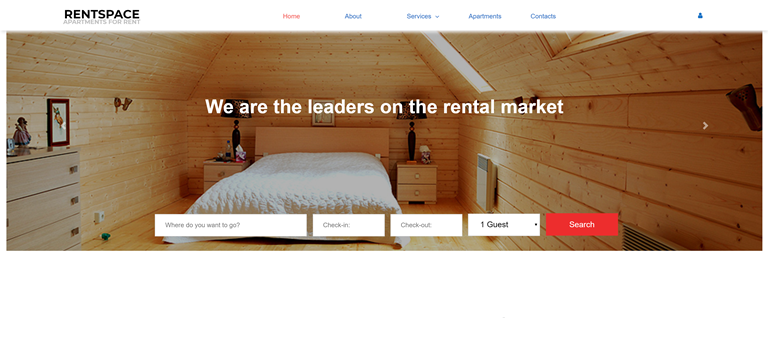 RENTSPACE
APARTMENTS FOR RENT
Home About Services Apartments Contacts
We are the leaders on the rental market
Where do you want to go? Check-in: Check-out: 1 Guest Search